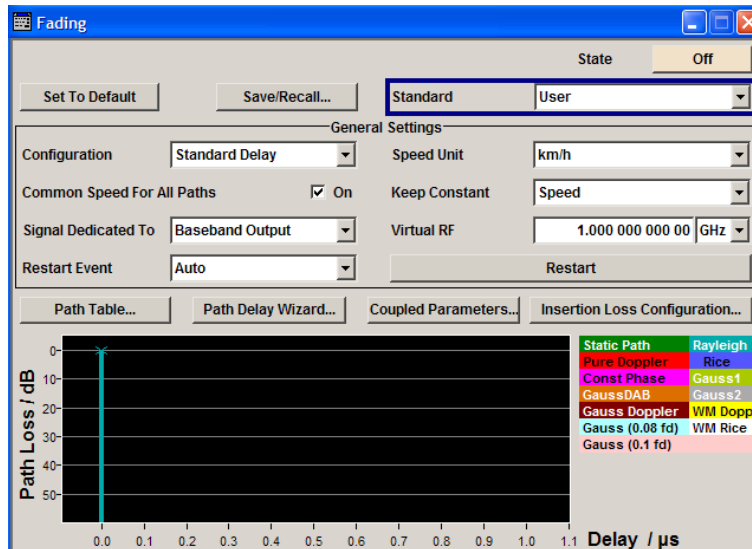 Fading
State Off
Set To Default Save/Recall... Standard User
General Settings
Configuration Standard Delay Speed Unit km/h
Common Speed For All Paths On Keep Constant Speed
Signal Dedicated To Baseband Output Virtual RF 1.000 000 000 00 GHz
Restart Event Auto Restart
Path Table... Path Delay Wizard... Coupled Parameters... Insertion Loss Configuration...
Static Path Rayleigh
Pure Doppler Rice
Const Phase Gauss1
GaussDAB Gauss2
Gauss Doppler WM Dopp
Gauss (0.08 fd) WM Rice
Gauss (0.1 fd)
Path Loss / dB
0
10
20
30
40
50
0.0 0.1 0.2 0.3 0.4 0.5 0.6 0.7 0.8 0.9 1.0 1.1 Delay / µs